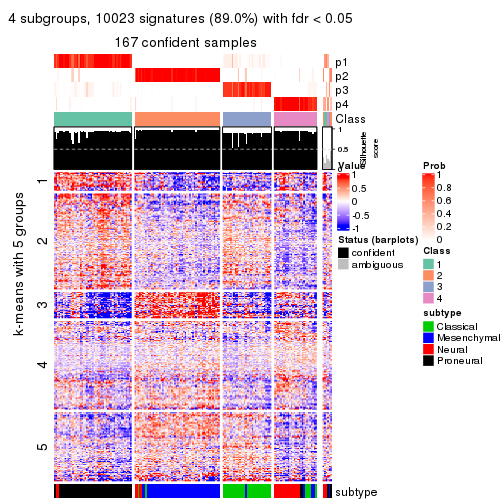 4 subgroups, 10023 signatures (89.0%) with fdr < 0.05
167 confident samples
p1
p2
p3
p4
Class
1
0.5
0
Silhouette
score
k-means with 5 groups
1
2
3
4
5
subtype
Value
1
0.5
0
-0.5
-1
Status (barplots)
confident
ambiguous
Prob
1
0.8
0.6
0.4
0.2
0
Class
1
2
3
4
subtype
Classical
Mesenchymal
Neural
Proneural